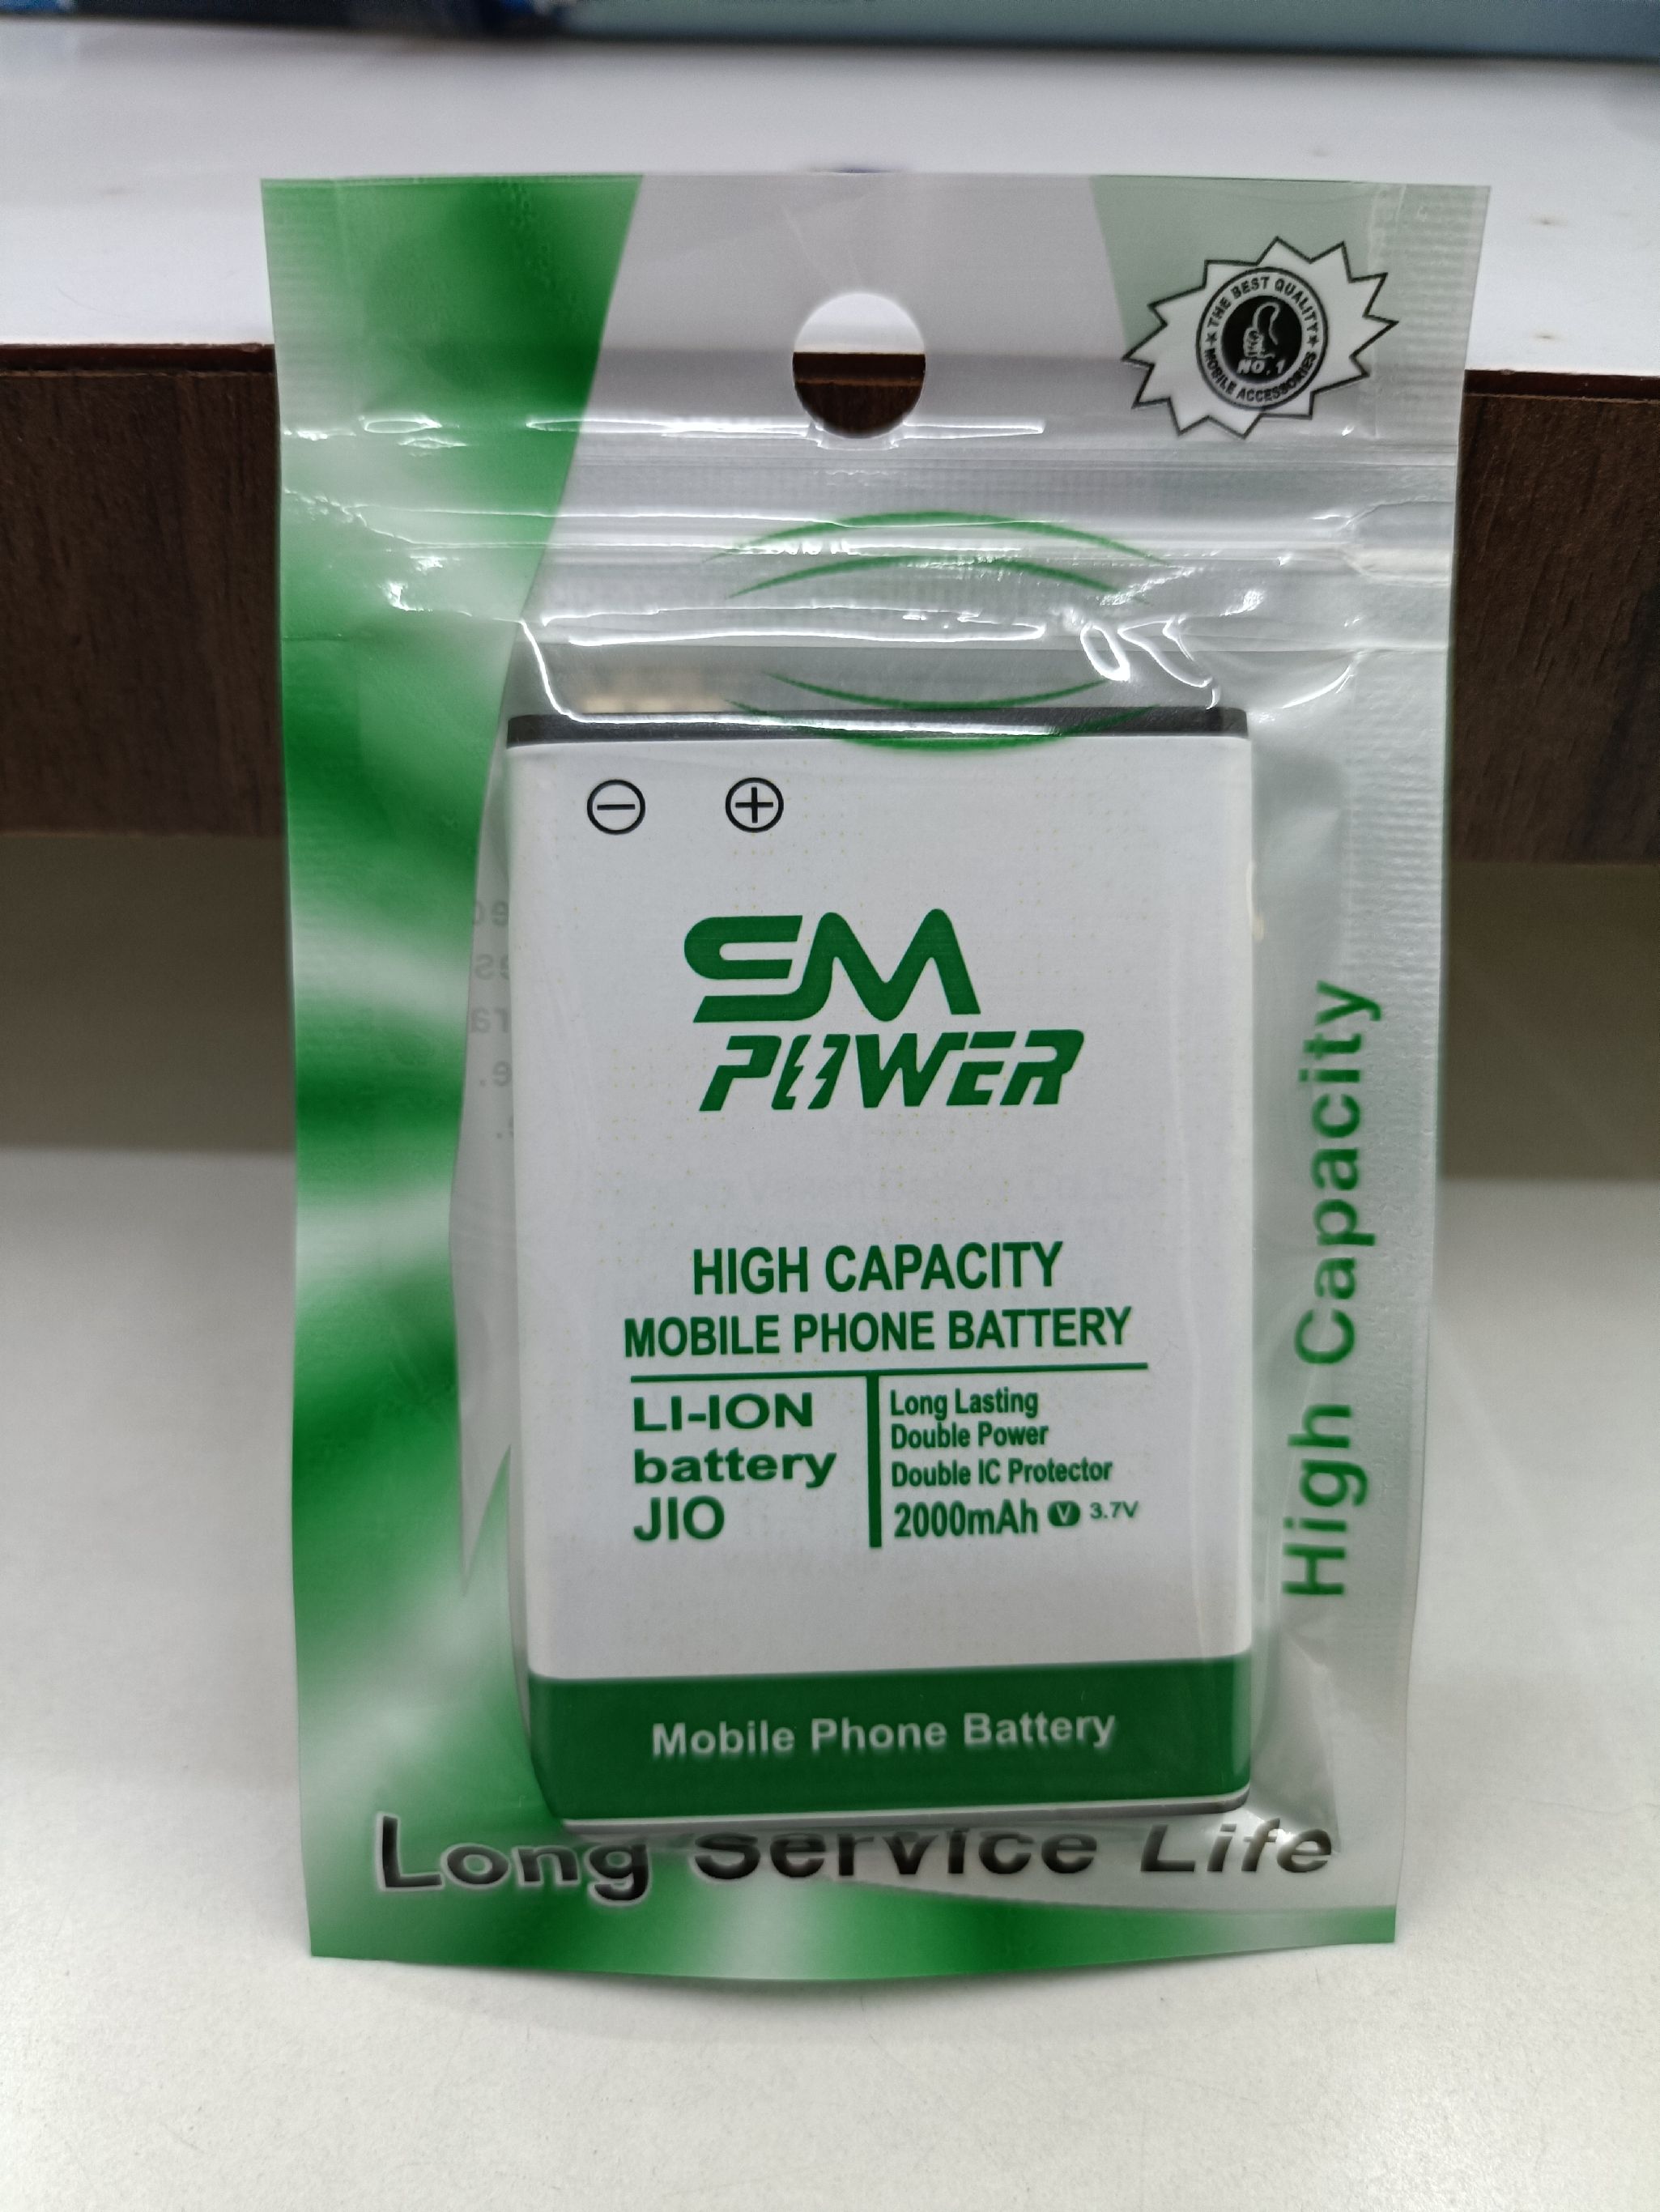 THE BEST QUALITY
NO.1
MOBILE ACCESSORIES
SM
POWER
HIGH CAPACITY
MOBILE PHONE BATTERY
LI-ION
battery
JIO
Long Lasting
Double Power
Double IC Protector
2000mAh V 3.7V
Mobile Phone Battery
High Capacity
Long Service Life